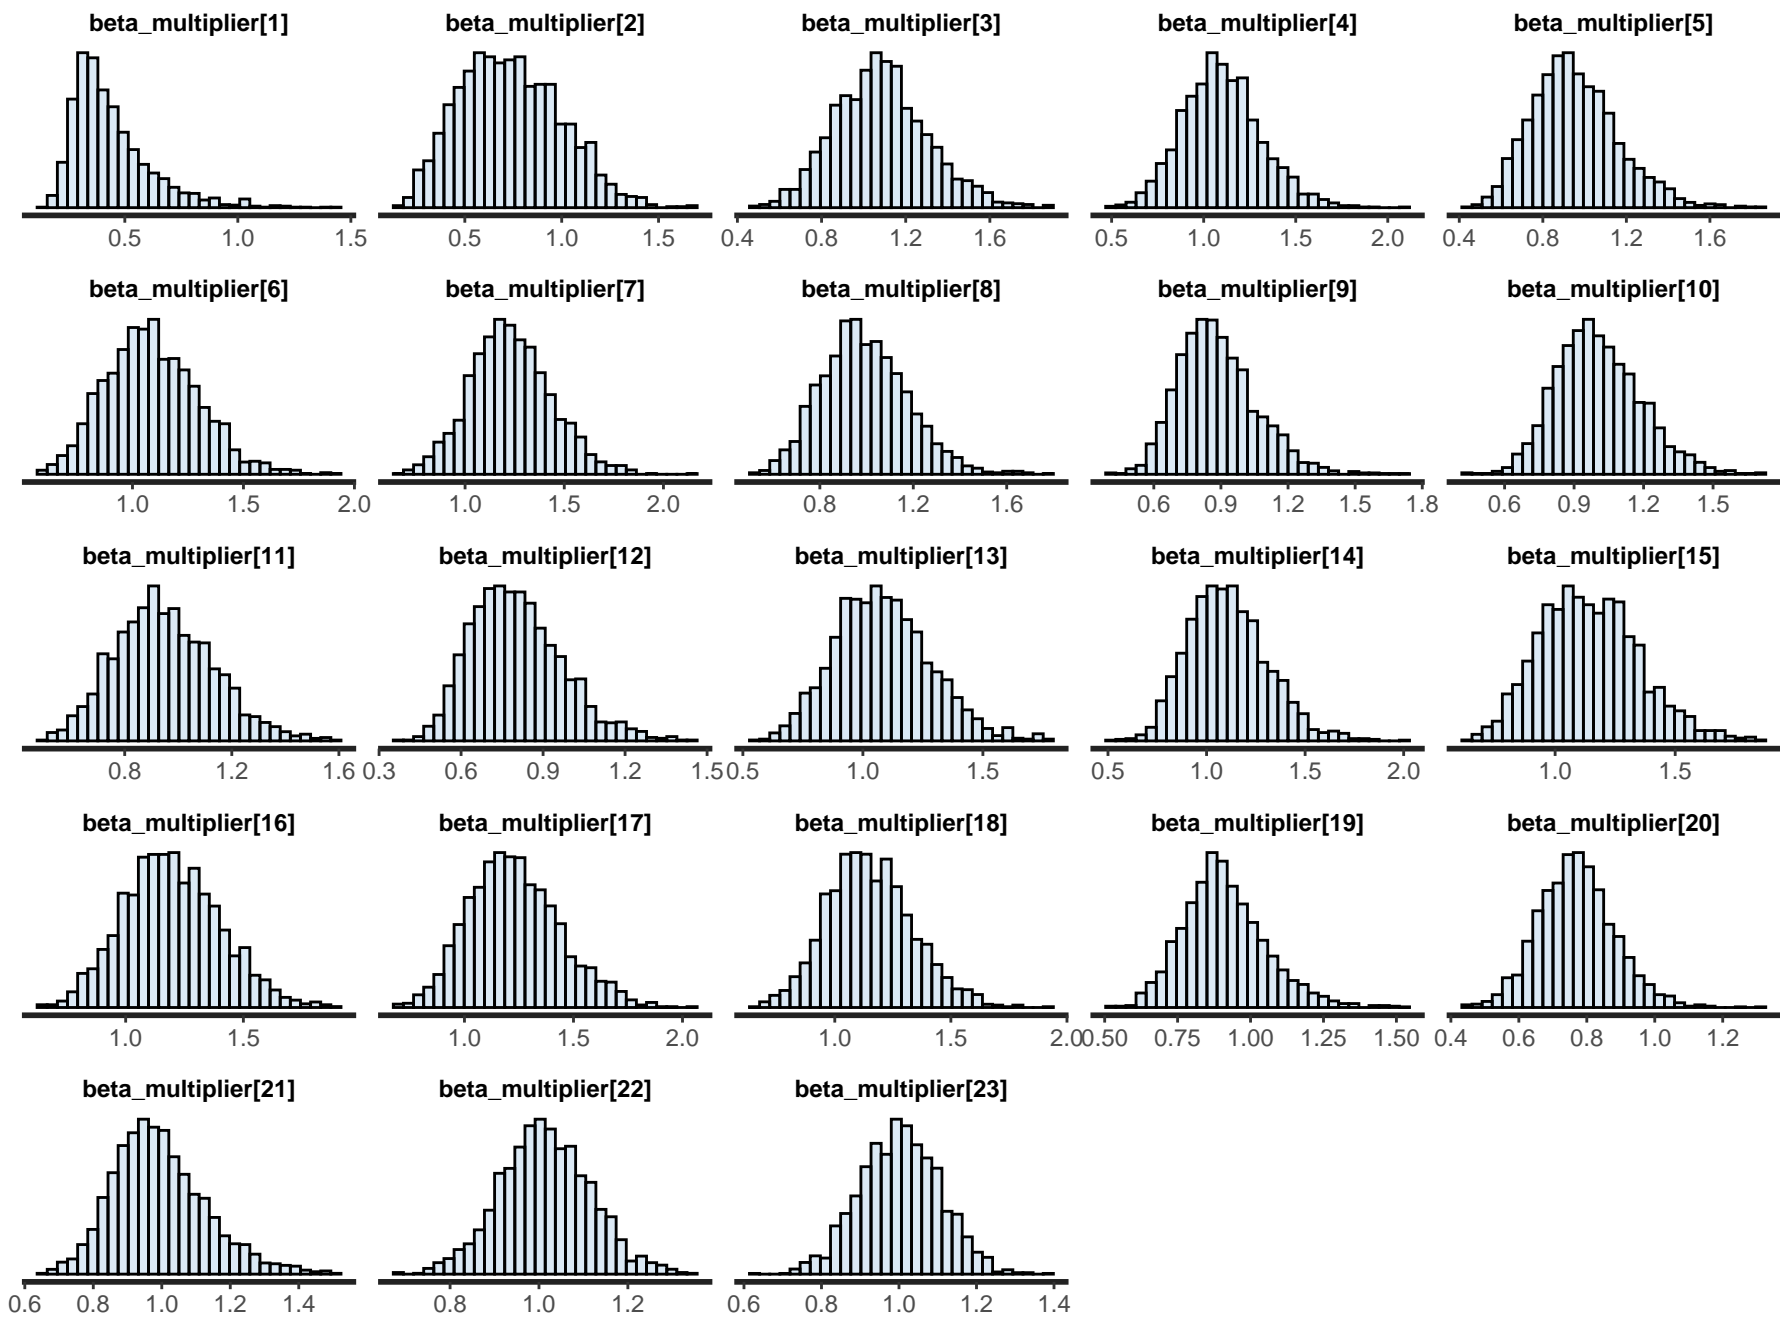 beta_multiplier[1] beta_multiplier[2] beta_multiplier[3] beta_multiplier[4] beta_multiplier[5]
0.5 1.0 1.5 0.5 1.0 1.5 0.4 0.8 1.2 1.6 0.5 1.0 1.5 2.0 0.4 0.8 1.2 1.6
beta_multiplier[6] beta_multiplier[7] beta_multiplier[8] beta_multiplier[9] beta_multiplier[10]
1.0 1.5 2.0 1.0 1.5 2.0 0.8 1.2 1.6 0.6 0.9 1.2 1.5 1.8 0.6 0.9 1.2 1.5
beta_multiplier[11] beta_multiplier[12] beta_multiplier[13] beta_multiplier[14] beta_multiplier[15]
0.8 1.2 1.6 0.3 0.6 0.9 1.2 1.5 0.5 1.0 1.5 0.5 1.0 1.5 2.0 1.0 1.5
beta_multiplier[16] beta_multiplier[17] beta_multiplier[18] beta_multiplier[19] beta_multiplier[20]
1.0 1.5 1.0 1.5 2.0 1.0 1.5 2.0 0.50 0.75 1.00 1.25 1.50 0.4 0.6 0.8 1.0 1.2
beta_multiplier[21] beta_multiplier[22] beta_multiplier[23]
0.6 0.8 1.0 1.2 1.4 0.8 1.0 1.2 0.6 0.8 1.0 1.2 1.4